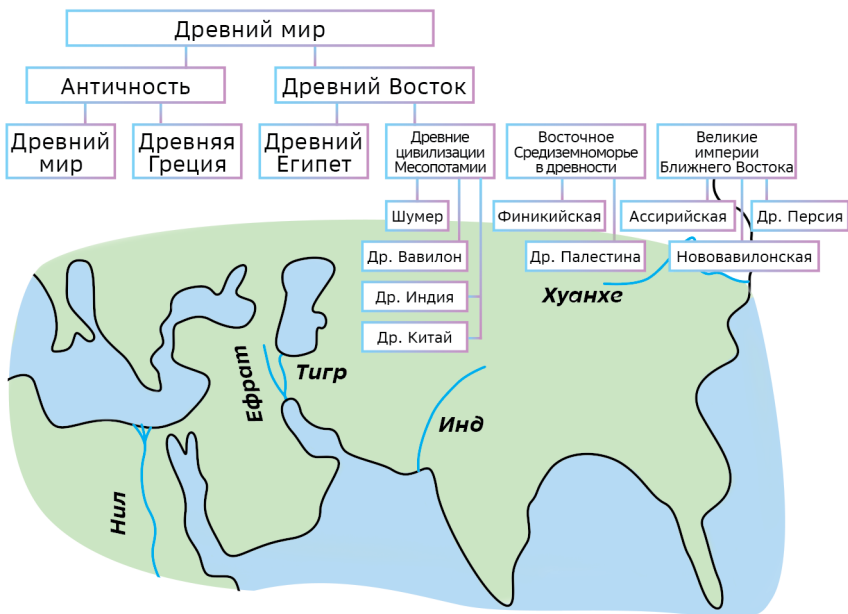 Древний мир
Античность
Древний Восток
Древний
мир
Древняя
Греция
Древний
Египет
Древние
цивилизации
Месопотамии
Восточное
Средиземноморье
в древности
Великие
империи
Ближнего Востока
Шумер
Финикийская
Ассирийская
Др. Персия
Др. Вавилон
Др. Палестина
Нововавилонская
Др. Индия
Др. Китай
Хуанхе
Тигр
Ефрат
Инд
Нил